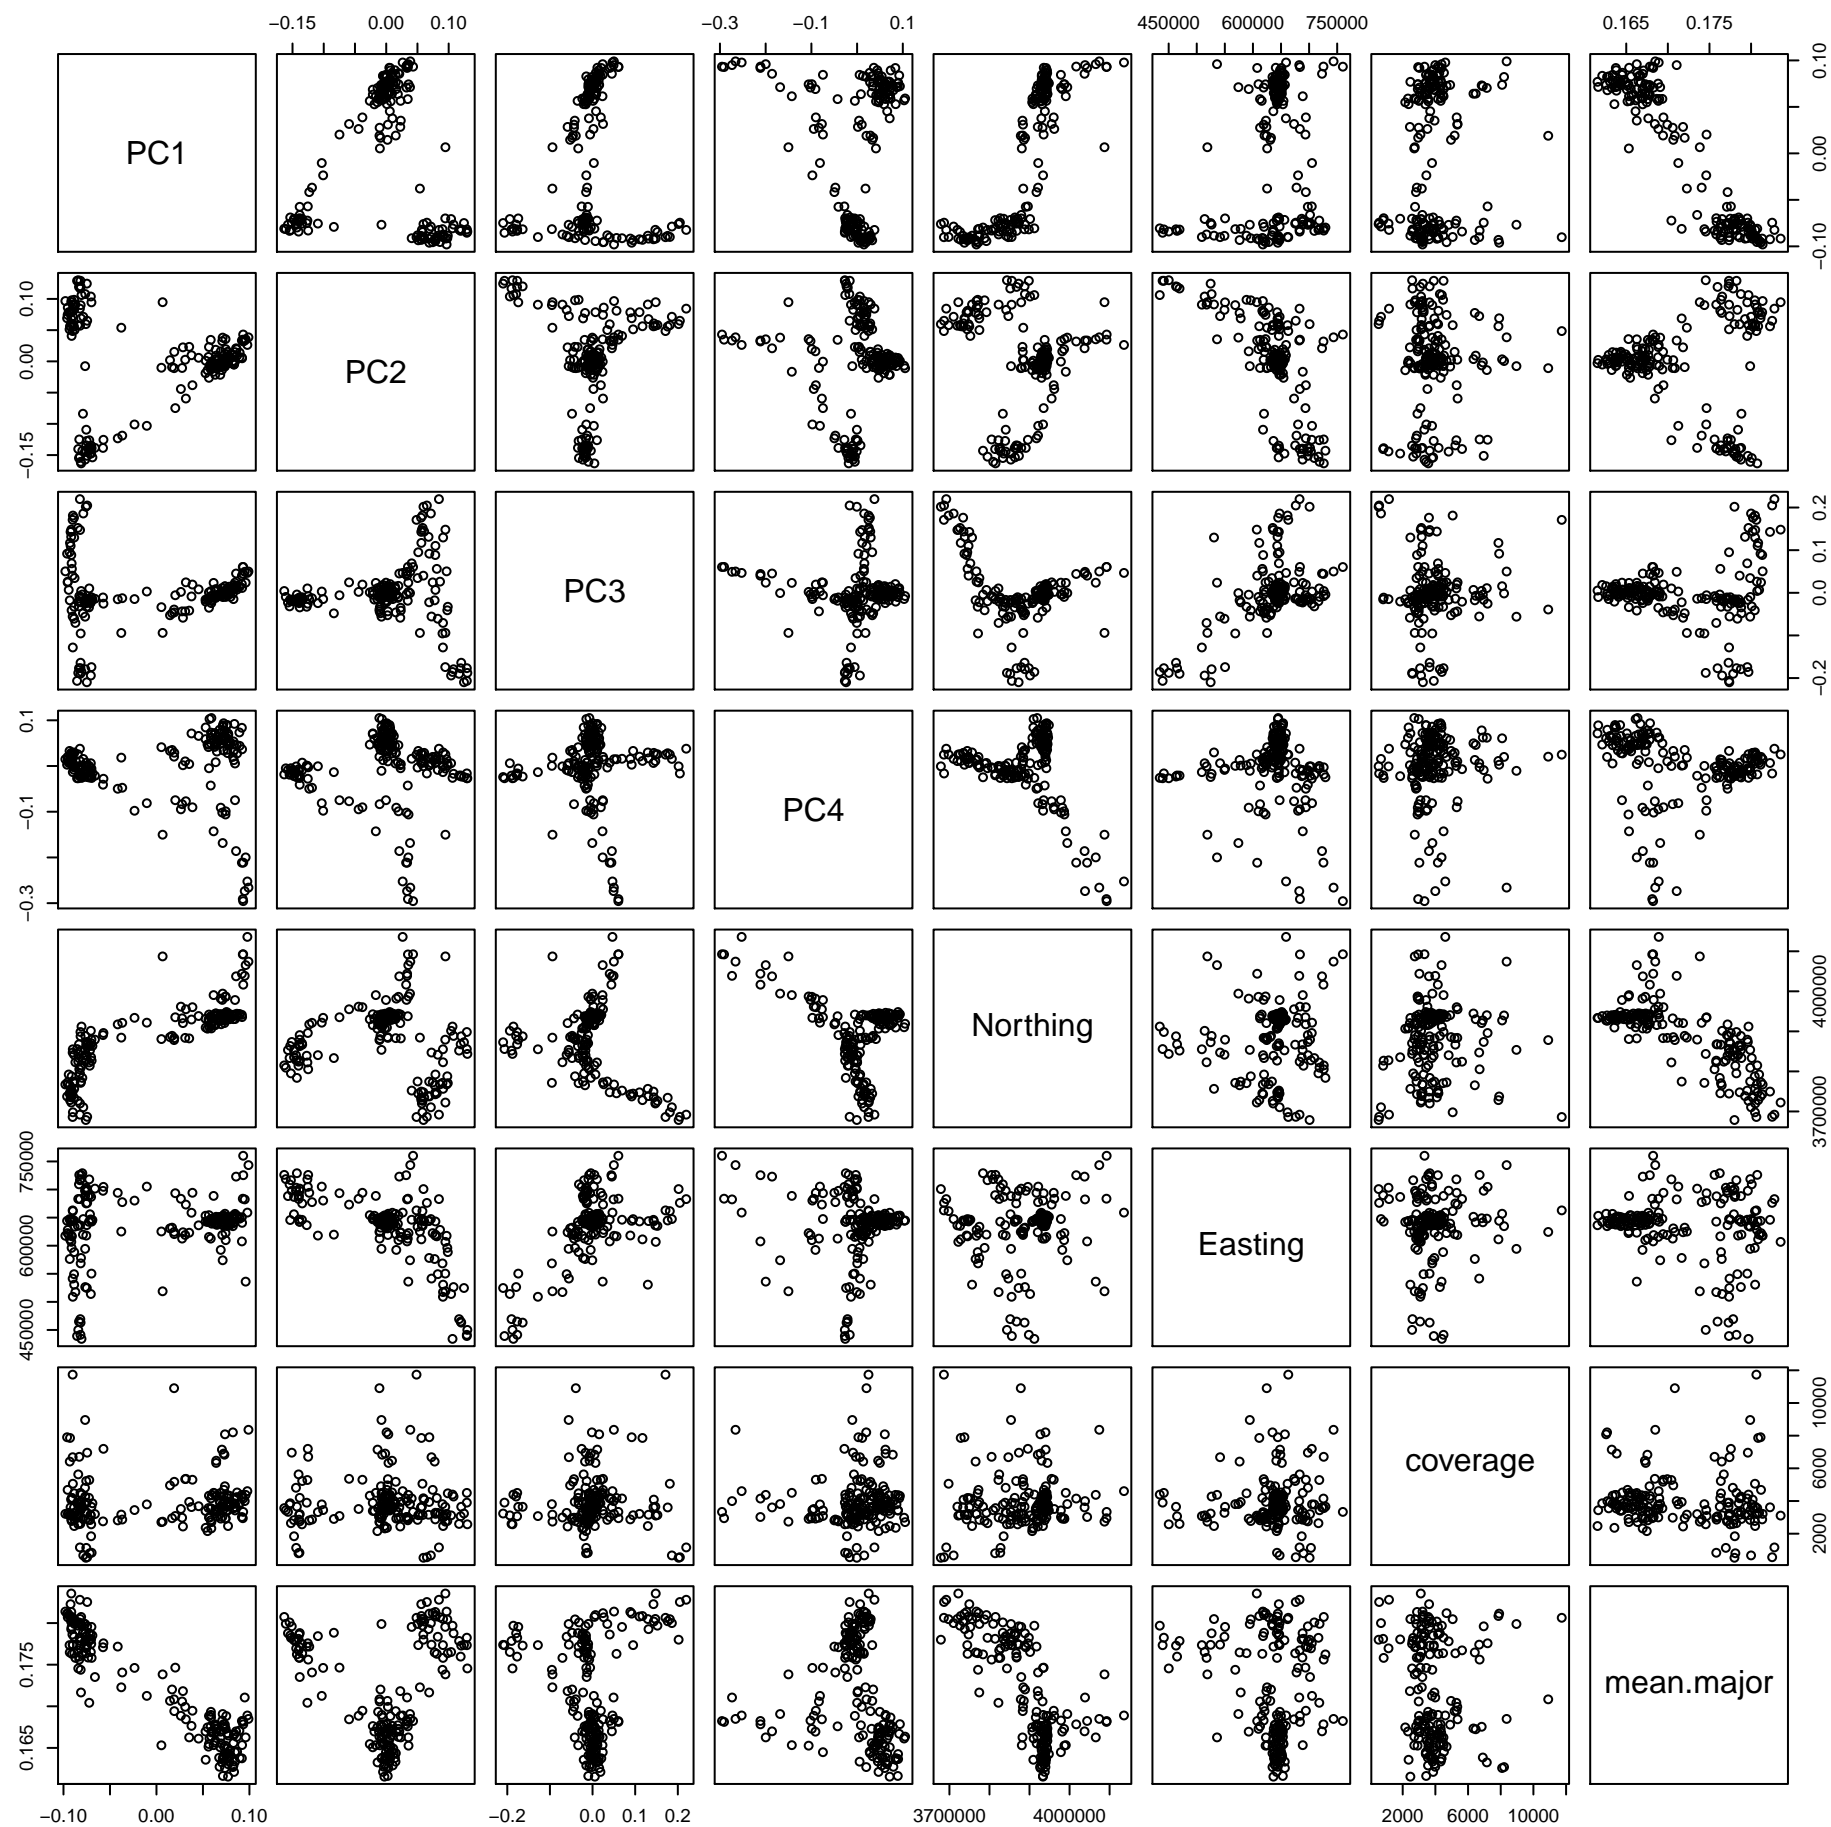 −0.15 0.00 0.10 −0.3 −0.1 0.1 450000 600000 750000 0.165 0.175
PC1
−0.10 0.00 0.10
−0.15 0.00 0.10
PC2
PC3
−0.2 0.0 0.1 0.2
−0.3 −0.1 0.1
PC4
Northing
3700000 4000000
450000 600000 750000
Easting
coverage
2000 6000 10000
0.165 0.175
mean.major
−0.10 0.00 0.10 −0.2 0.0 0.1 0.2 3700000 4000000 2000 6000 10000